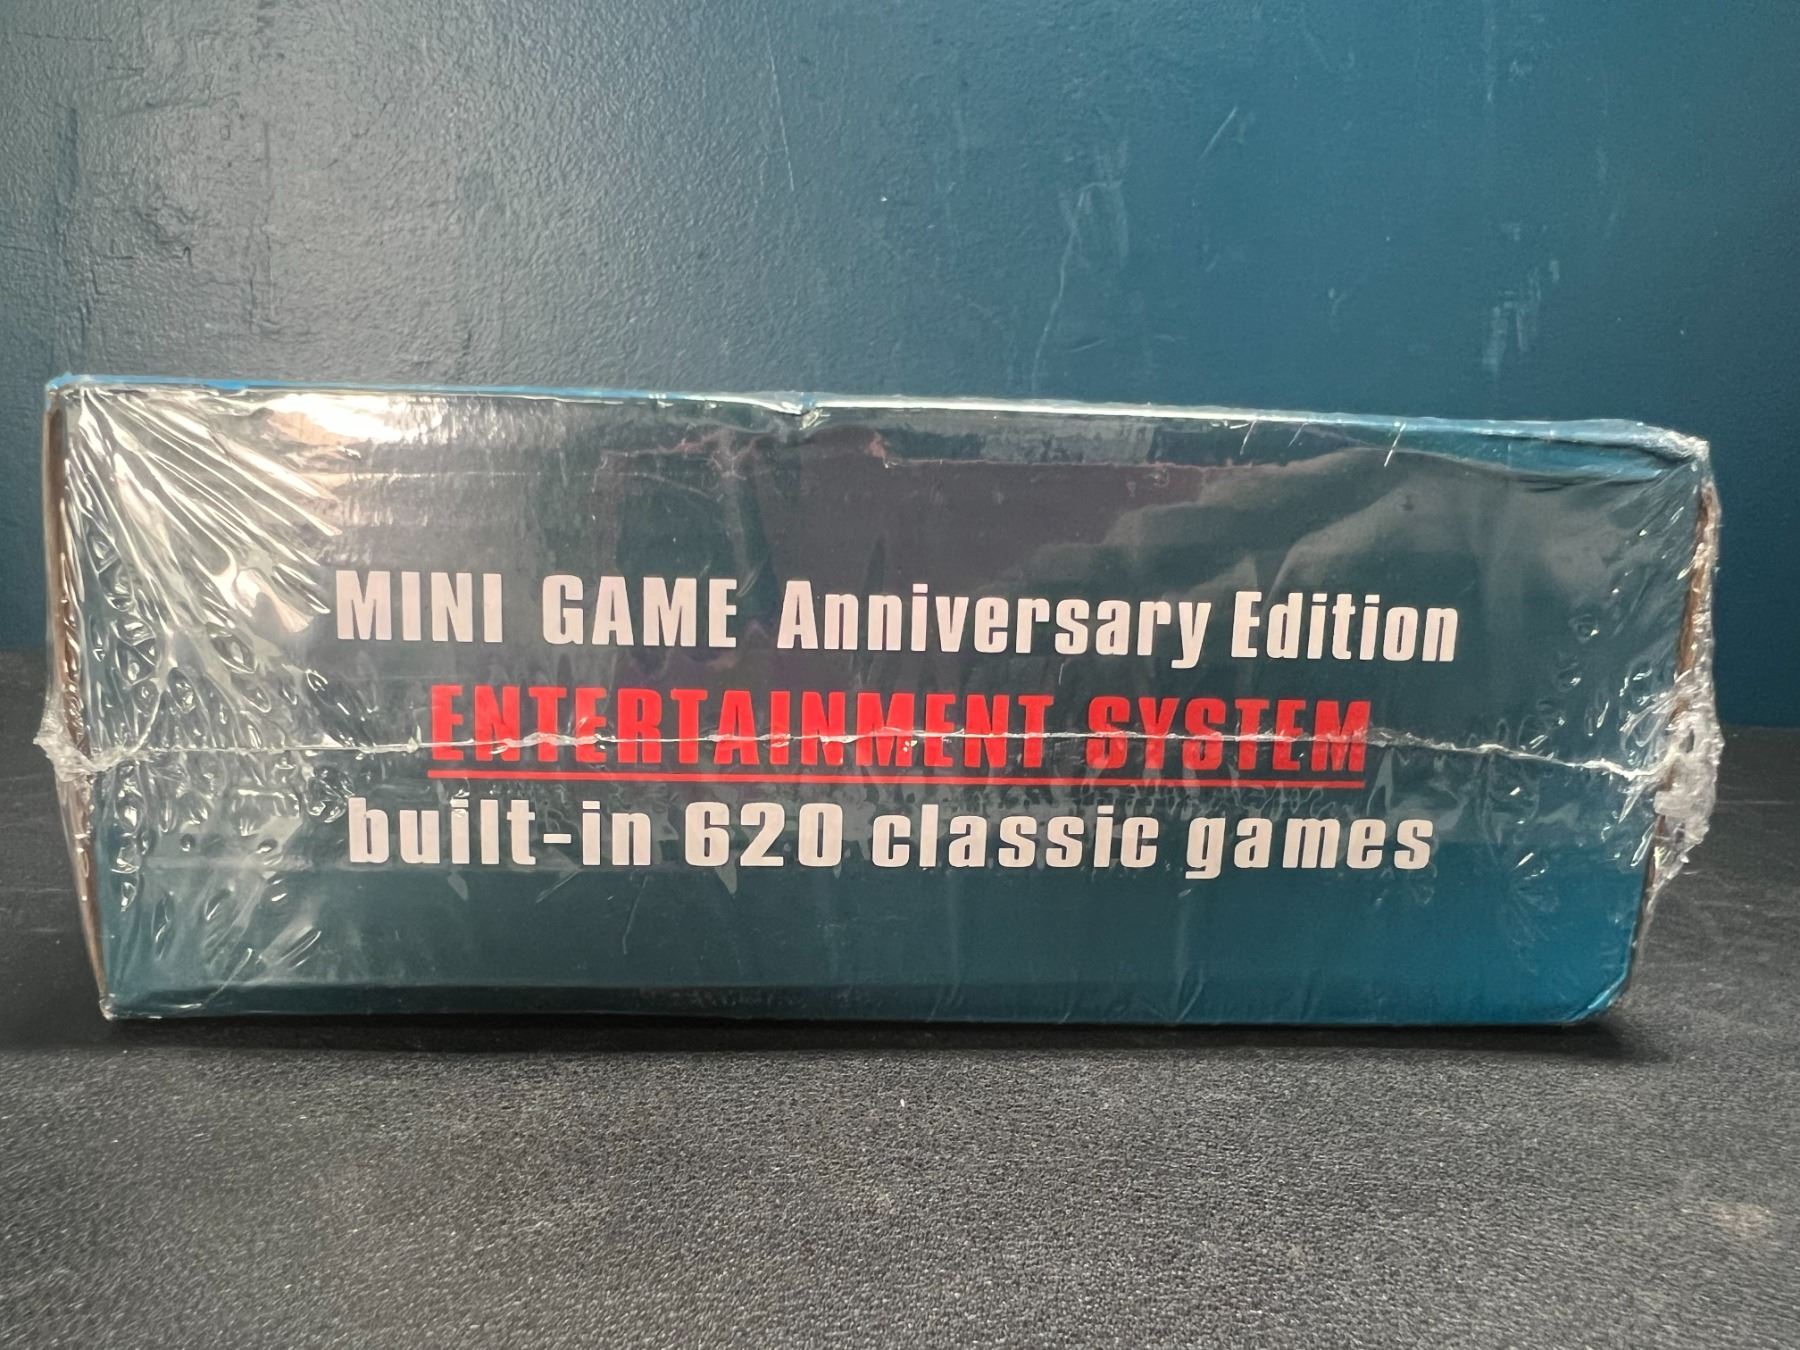 MINI GAME Anniversary Edition
ENTERTAINMENT SYSTEM
built-in 620 classic games